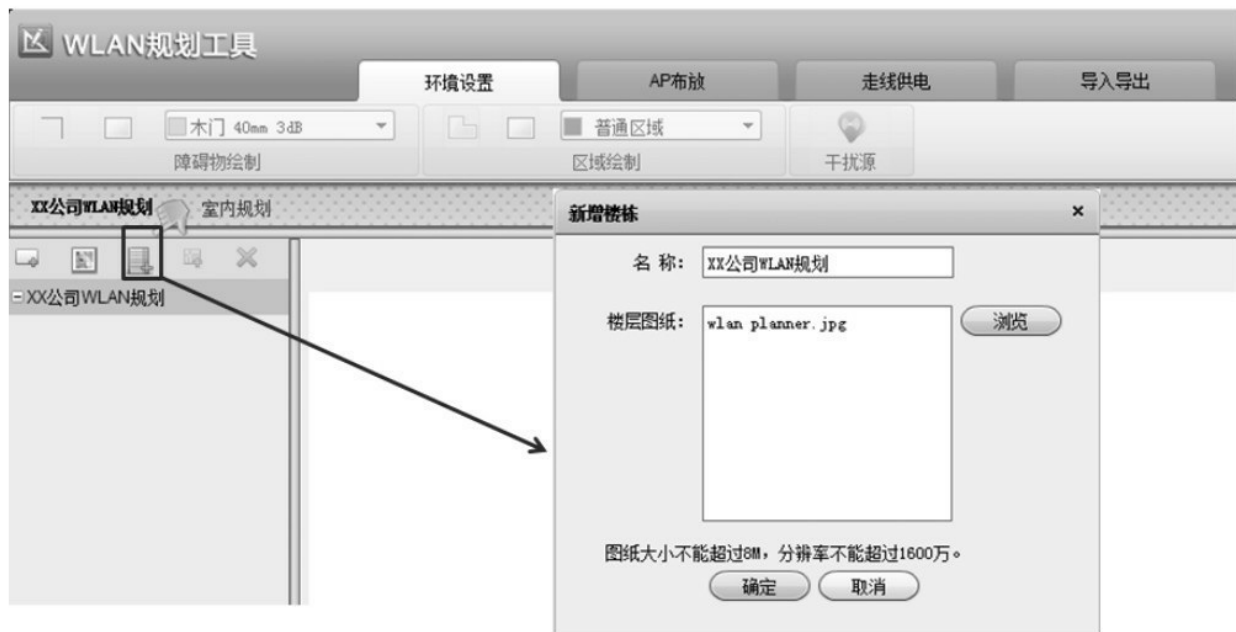 WLAN规划工具
环境设置 AP布放 走线供电 导入导出
木门 40mm 3dB 普通区域
障碍物绘制 区域绘制 干扰源
XX公司WLAN规划 室内规划
新增楼栋 ×
名 称： XX公司WLAN规划
XX公司WLAN规划
楼层图纸： wlan planner.jpg 浏览
图纸大小不能超过8M，分辨率不能超过1600万。
确定 取消